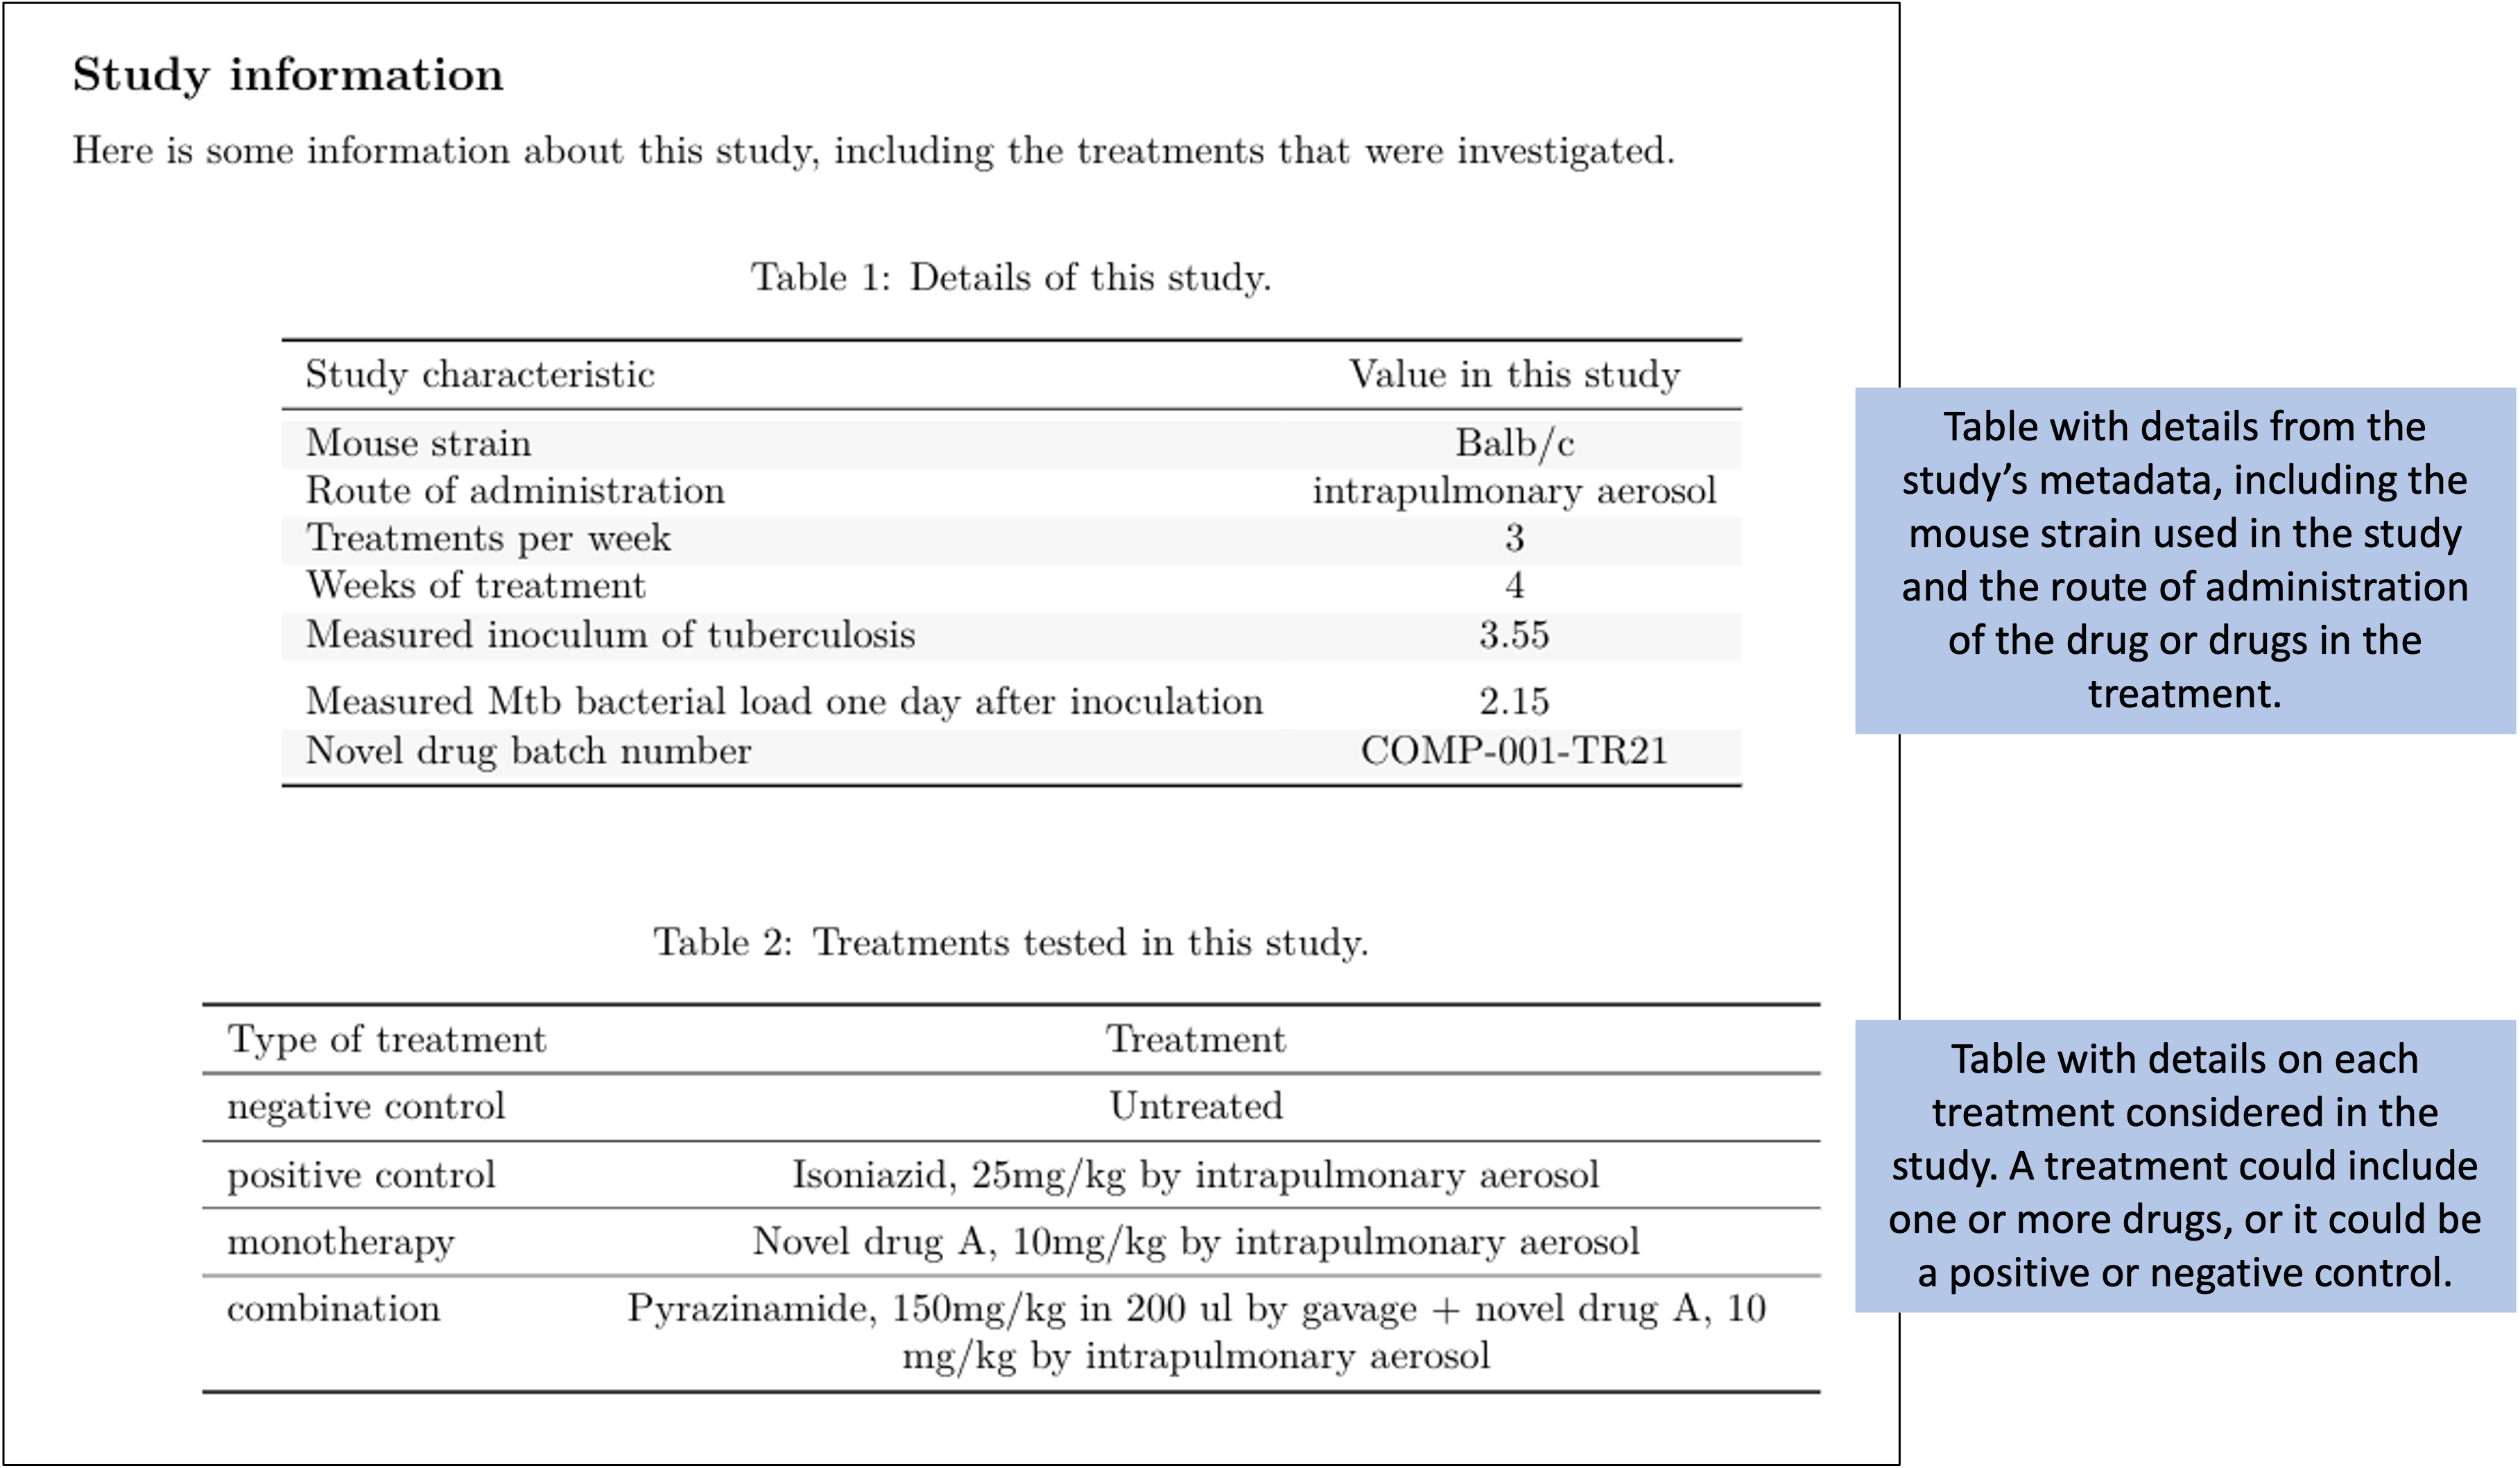 Study information
Here is some information about this study, including the treatments that were investigated.
Table 1: Details of this study.
Study characteristic Value in this study
Mouse strain Balb/c
Route of administration intrapulmonary aerosol
Treatments per week 3
Weeks of treatment 4
Measured inoculum of tuberculosis 3.55
Measured Mtb bacterial load one day after inoculation 2.15
Novel drug batch number COMP-001-TR21
Table with details from the
study’s metadata, including the
mouse strain used in the study
and the route of administration
of the drug or drugs in the
treatment.
Table 2: Treatments tested in this study.
Type of treatment Treatment
negative control Untreated
positive control Isoniazid, 25mg/kg by intrapulmonary aerosol
monotherapy Novel drug A, 10mg/kg by intrapulmonary aerosol
combination Pyrazinamide, 150mg/kg in 200 ul by gavage + novel drug A, 10
mg/kg by intrapulmonary aerosol
Table with details on each
treatment considered in the
study. A treatment could include
one or more drugs, or it could be
a positive or negative control.